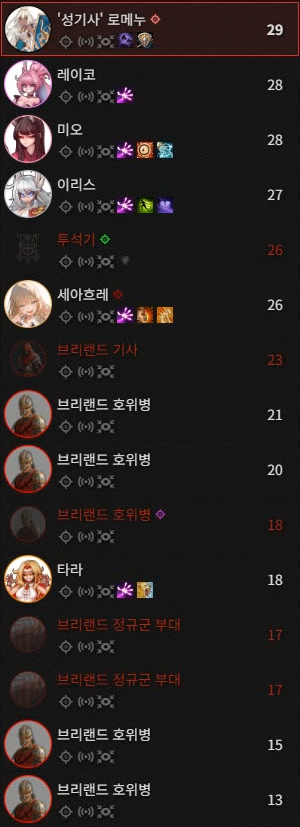 '성기사' 로메누 29
레이코 28
미오 28
이리스 27
투석기 26
세아흐레 26
브리랜드 기사 23
브리랜드 호위병 21
브리랜드 호위병 20
브리랜드 호위병 18
타라 18
브리랜드 정규군 부대 17
브리랜드 정규군 부대 17
브리랜드 호위병 15
브리랜드 호위병 13